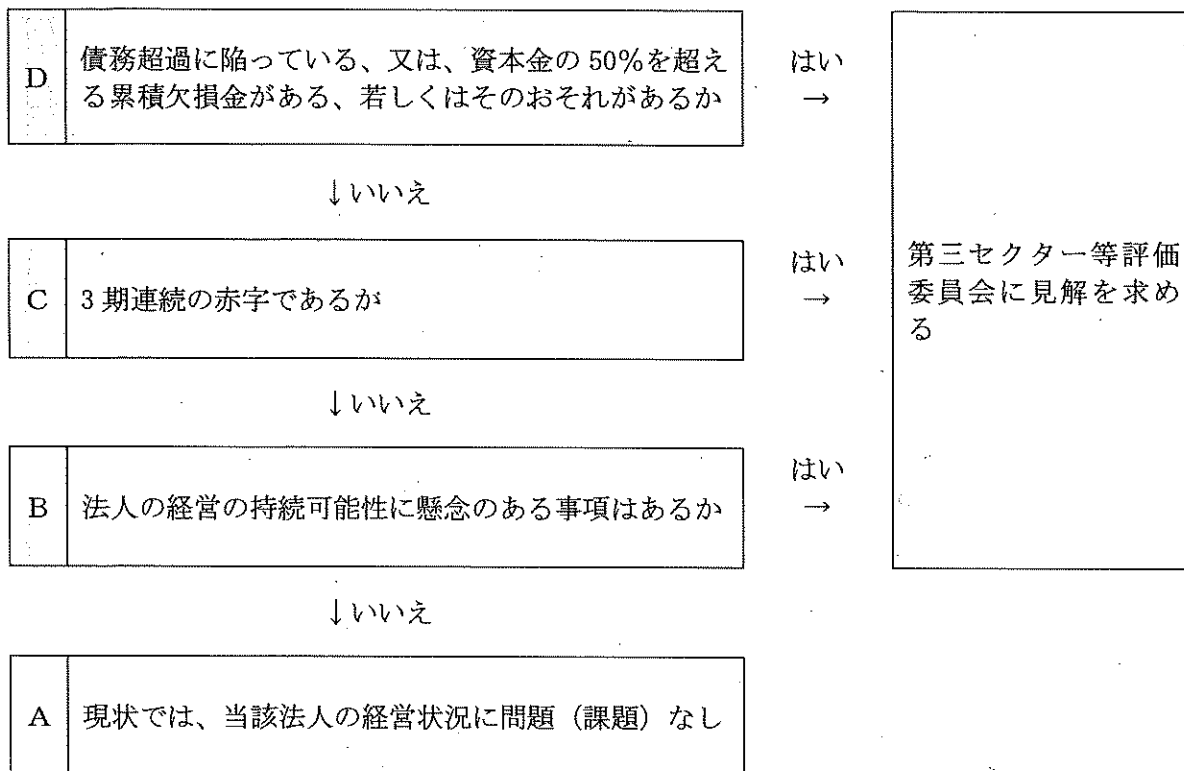 D
債務超過に陥っている、又は、資本金の50%を超え
る累積欠損金がある、若しくはそのおそれがあるか
はい
→
↓いいえ
C
3期連続の赤字であるが
はい
→
第三セクター等評価
委員会に見解を求め
る
↓いいえ
B
法人の経営の持続可能性に懸念のある事項はあるか
はい
→
↓いいえ
A
現状では、当該法人の経営状況に問題（課題）なし